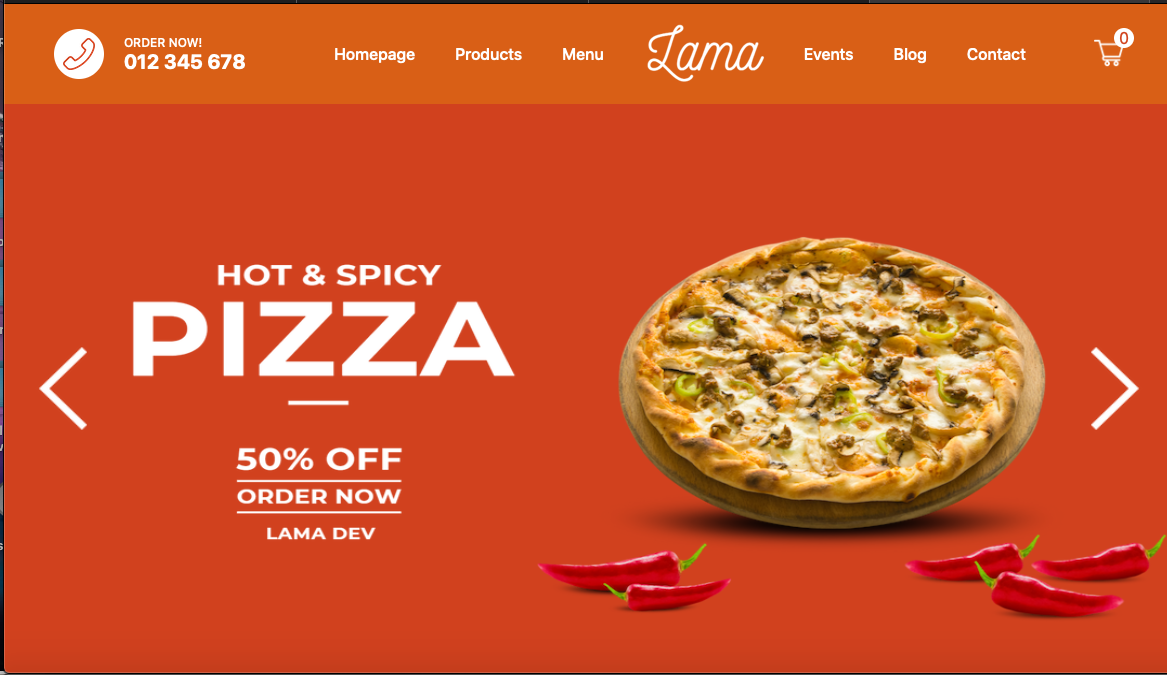 ORDER NOW!
012 345 678
Homepage
Products
Menu
Lama
Events
Blog
Contact
0
HOT & SPICY
PIZZA
50% OFF
ORDER NOW
LAMA DEV